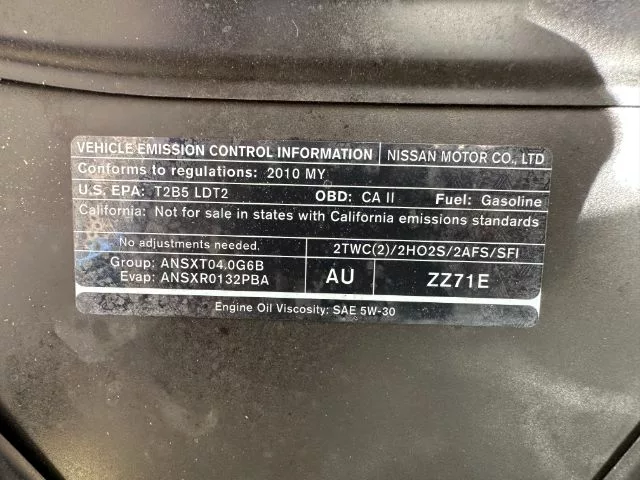 VEHICLE EMISSION CONTROL INFORMATION NISSAN MOTOR CO., LTD
Conforms to regulations: 2010 MY
U.S. EPA: T2B5 LDT2 OBD: CA II Fuel: Gasoline
California: Not for sale in states with California emissions standards
No adjustments needed. 2TWC(2)/2HO2S/2AFS/SFI
Group: ANSXT04.0G6B
Evap: ANSXR0132PBA AU ZZ71E
Engine Oil Viscosity: SAE 5W-30